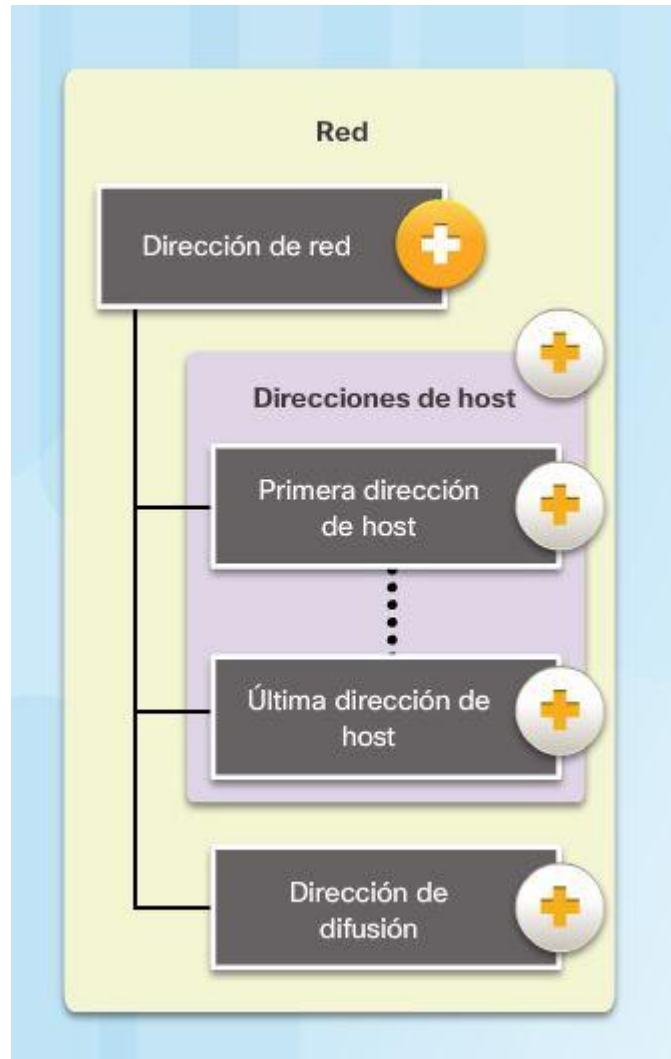 Red
Dirección de red
Direcciones de host
Primera dirección
de host
Última dirección de
host
Dirección de
difusión